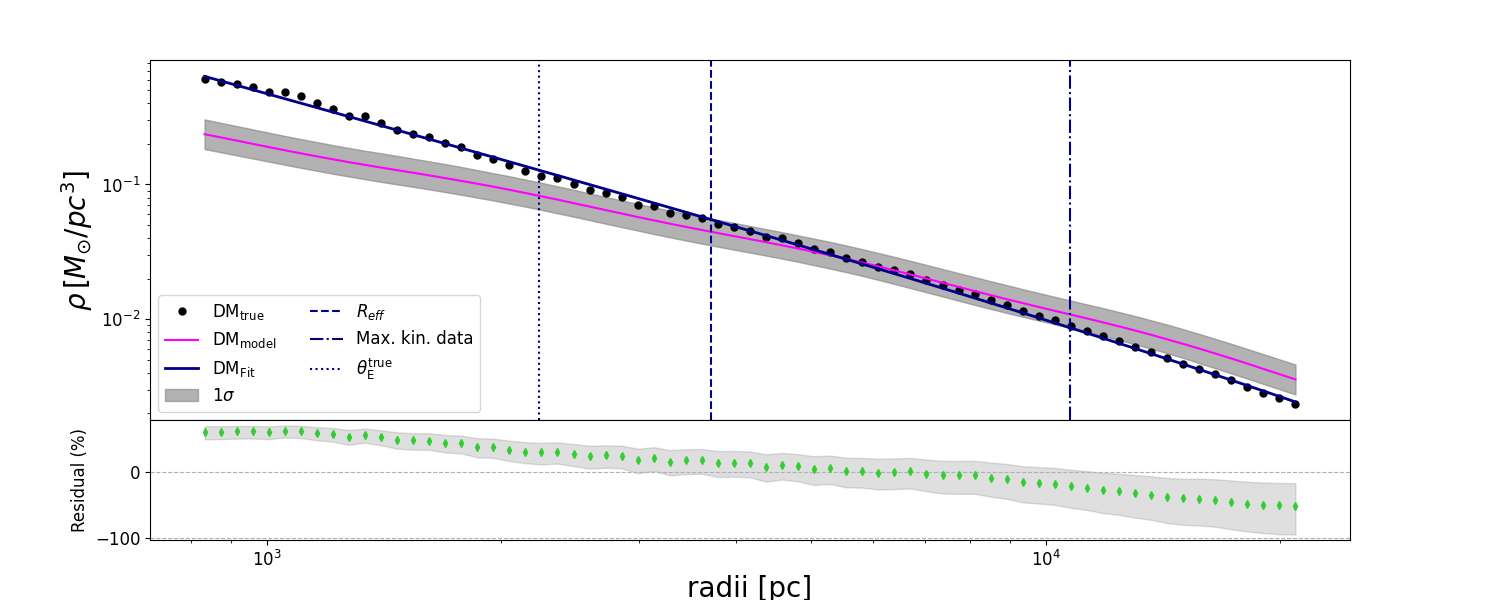 ρ [M⊙/pc³]
10⁻¹
10⁻²
DM_true
DM_model
DM_Fit
1σ
R_eff
Max. kin. data
θ_E^true
Residual (%)
0
−100
10³
10⁴
radii [pc]